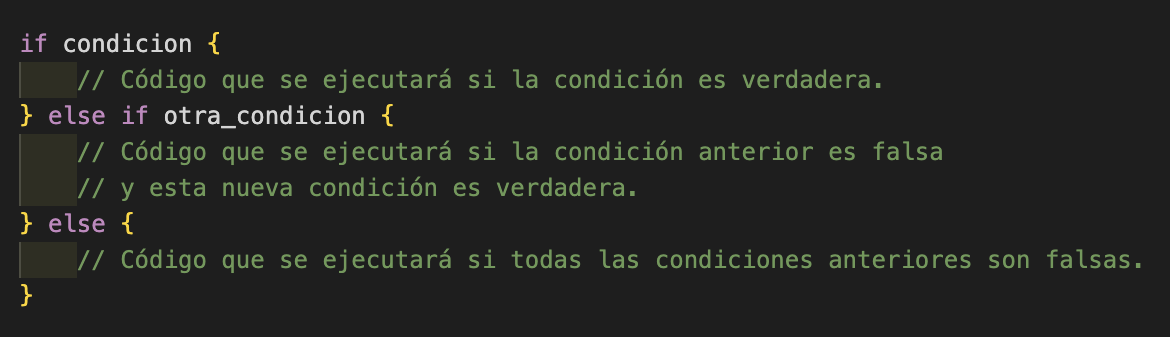 if condicion {
// Código que se ejecutará si la condición es verdadera.
} else if otra_condicion {
// Código que se ejecutará si la condición anterior es falsa
// y esta nueva condición es verdadera.
} else {
// Código que se ejecutará si todas las condiciones anteriores son falsas.
}